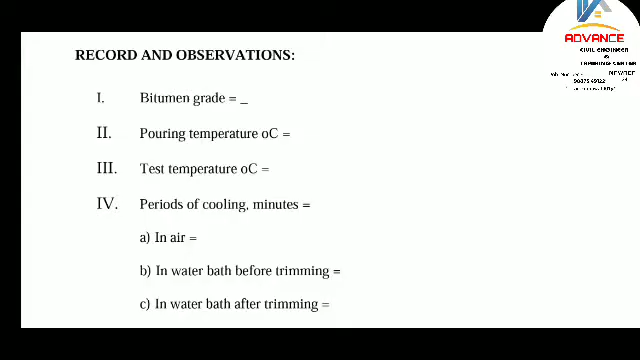 ADVANCE
CIVIL ENGINEER
RECORD AND OBSERVATIONS:
I. Bitumen grade = _
II. Pouring temperature oC =
III. Test temperature oC =
IV. Periods of cooling, minutes =
a) In air =
b) In water bath before trimming =
c) In water bath after trimming =